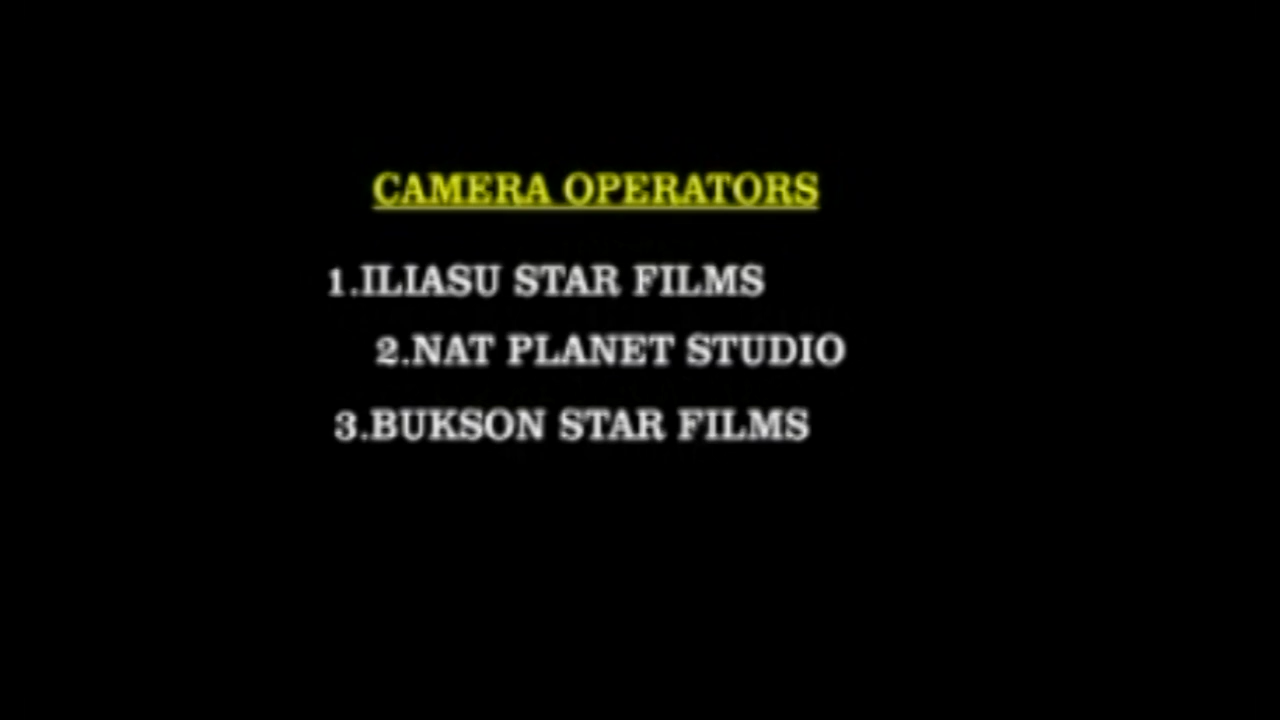 CAMERA OPERATORS
1.ILIASU STAR FILMS
2.NAT PLANET STUDIO
3.BUKSON STAR FILMS